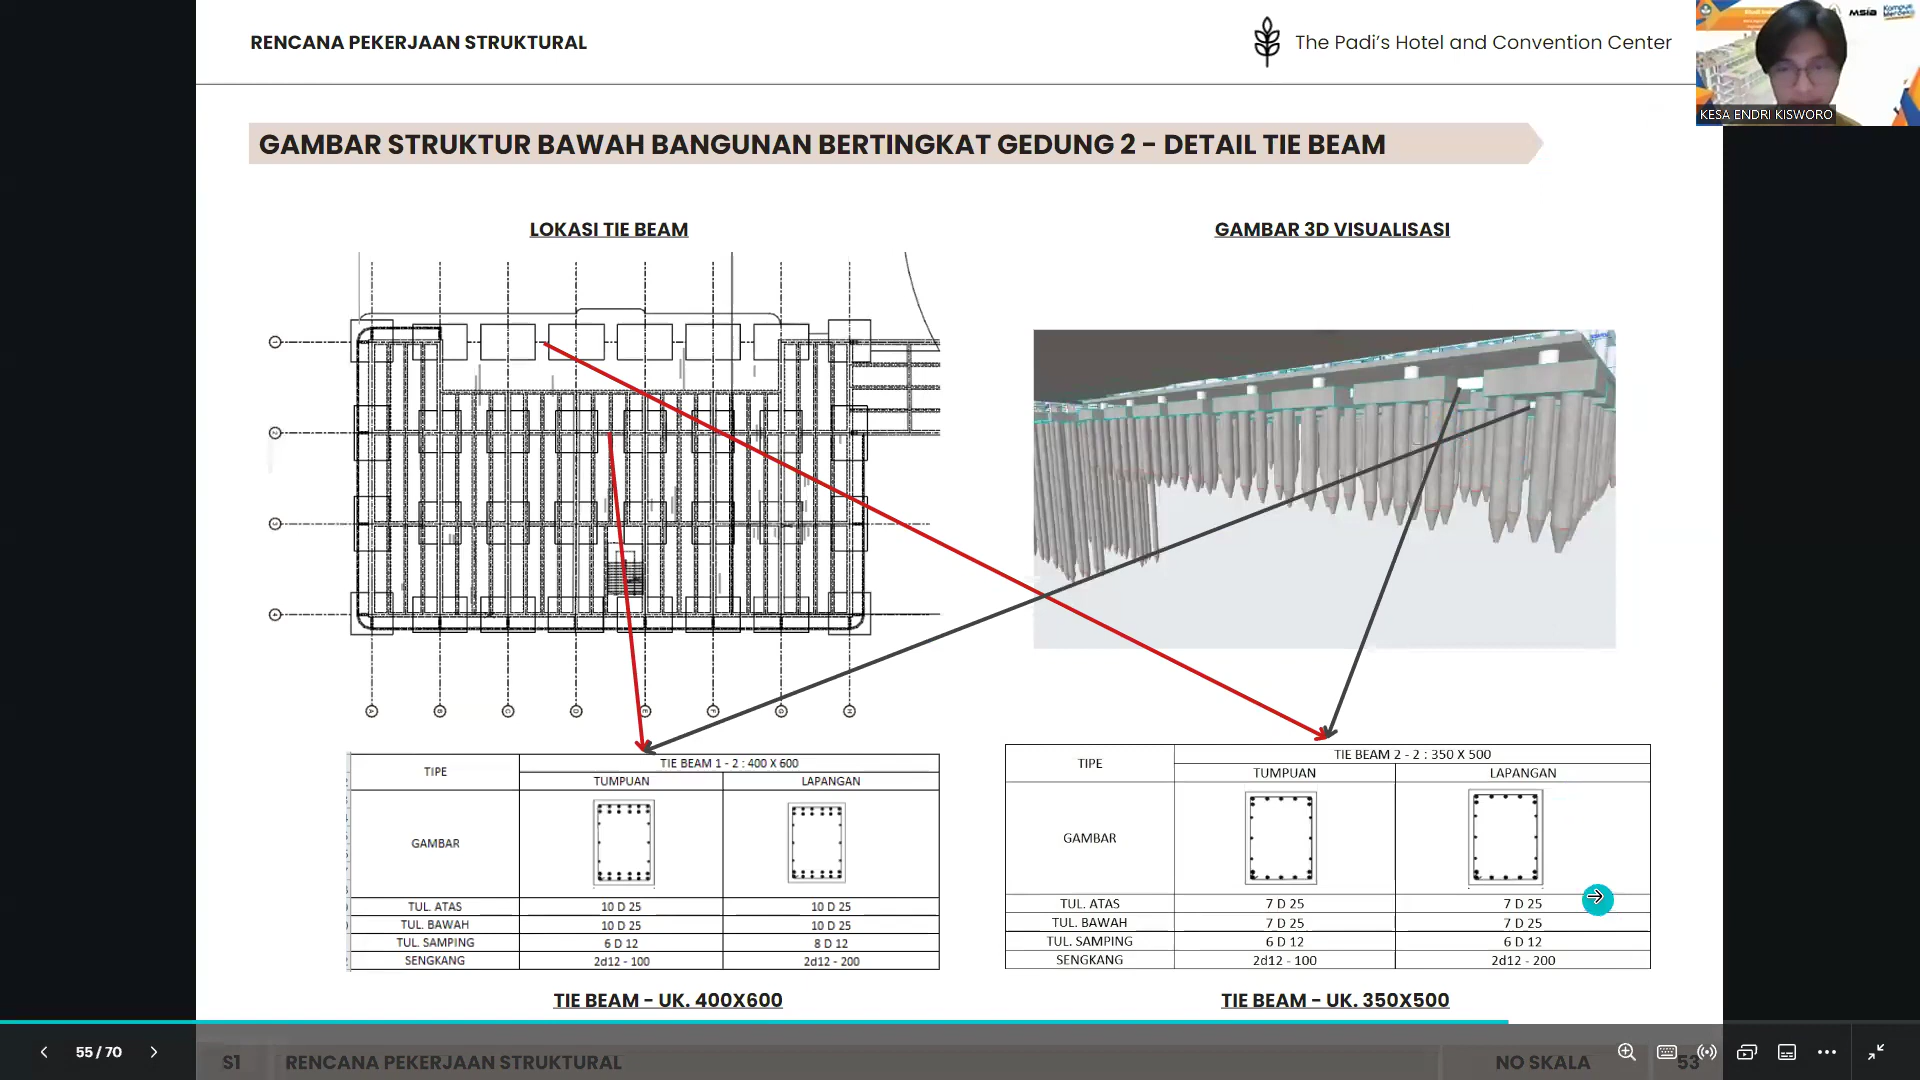 RENCANA PEKERJAAN STRUKTURAL
The Padi's Hotel and Convention Center
MSIB
KESA ENDRI KISWORO
GAMBAR STRUKTUR BAWAH BANGUNAN BERTINGKAT GEDUNG 2 - DETAIL TIE BEAM
LOKASI TIE BEAM
GAMBAR 3D VISUALISASI
TIPE
TIE BEAM 1 - 2 : 400 X 600
TUMPUAN
LAPANGAN
GAMBAR
TUL. ATAS 10 D 25 10 D 25
TUL. BAWAH 10 D 25 10 D 25
TUL. SAMPING 6 D 12 8 D 12
SENGKANG 2d12 - 100 2d12 - 200
TIE BEAM - UK. 400X600
TIPE
TIE BEAM 2 - 2 : 350 X 500
TUMPUAN
LAPANGAN
GAMBAR
TUL. ATAS 7 D 25 7 D 25
TUL. BAWAH 7 D 25 7 D 25
TUL. SAMPING 6 D 12 6 D 12
SENGKANG 2d12 - 100 2d12 - 200
TIE BEAM - UK. 350X500
55 / 70
S1 RENCANA PEKERJAAN STRUKTURAL
NO SKALA 53